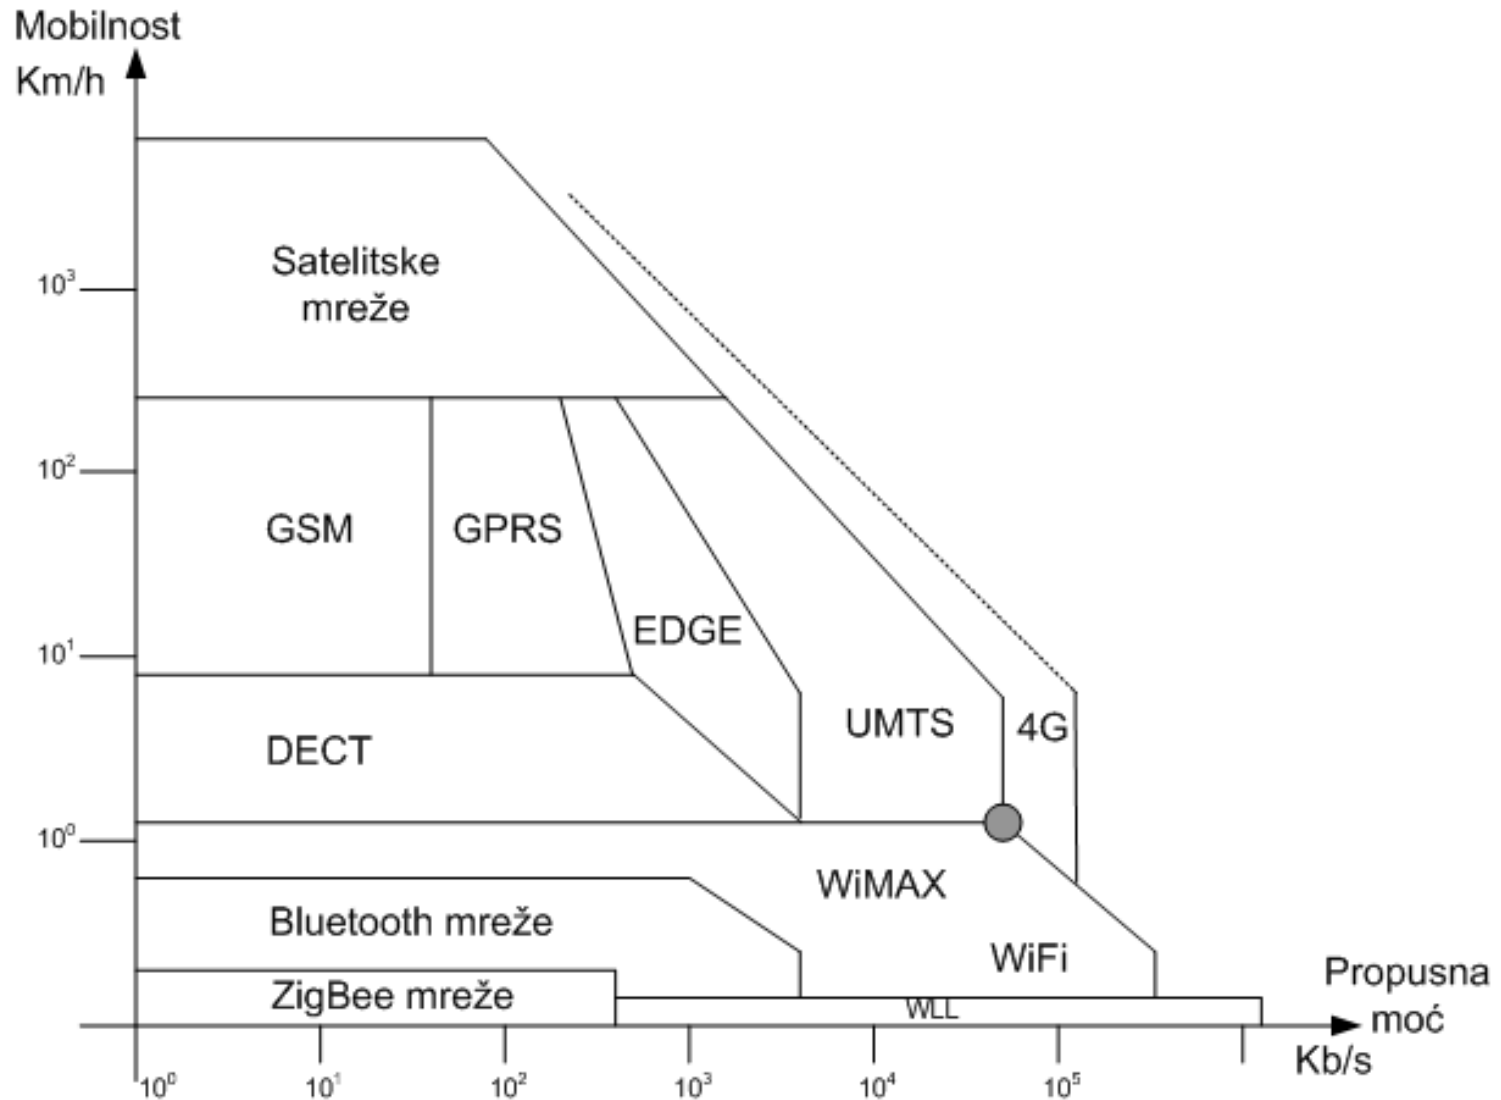 Mobilnost
Km/h
Satelitske
mreže
10³
10²
GSM
GPRS
EDGE
10¹
UMTS
4G
DECT
10⁰
WiMAX
Bluetooth mreže
WiFi
ZigBee mreže
WLL
Propusna
moć
Kb/s
10⁰
10¹
10²
10³
10⁴
10⁵